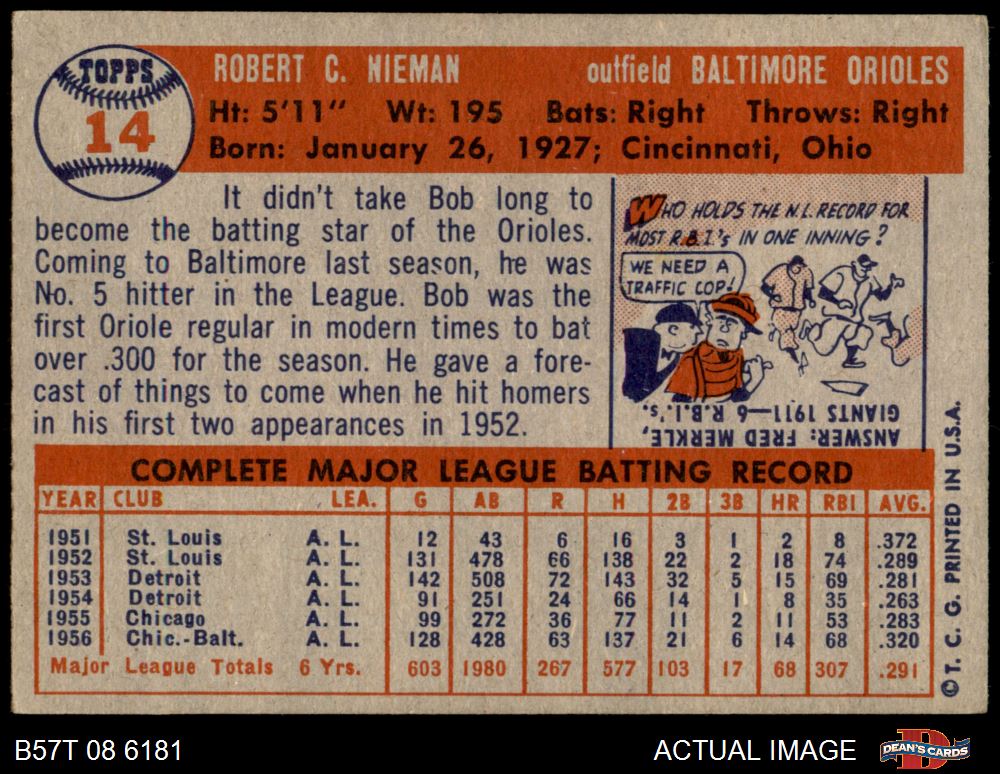 TOPPS
14
ROBERT C. NIEMAN outfield BALTIMORE ORIOLES
Ht: 5'11" Wt: 195 Bats: Right Throws: Right
Born: January 26, 1927; Cincinnati, Ohio
It didn't take Bob long to
become the batting star of the Orioles.
Coming to Baltimore last season, he was
No. 5 hitter in the League. Bob was the
first Oriole regular in modern times to bat
over .300 for the season. He gave a fore-
cast of things to come when he hit homers
in his first two appearances in 1952.
WHO HOLDS THE N.L. RECORD FOR
MOST R.B.I.'s IN ONE INNING?
WE NEED A
TRAFFIC COP!
ANSWER: FRED MERKLE,
GIANTS 1911—6 R.B.I.'s.
COMPLETE MAJOR LEAGUE BATTING RECORD
YEAR CLUB LEA. G AB R H 2B 3B HR RBI AVG.
1951 St. Louis A. L. 12 43 6 16 3 1 2 8 .372
1952 St. Louis A. L. 131 478 66 138 22 2 18 74 .289
1953 Detroit A. L. 142 508 72 143 32 5 15 69 .281
1954 Detroit A. L. 91 251 24 66 14 1 8 35 .263
1955 Chicago A. L. 99 272 36 77 11 2 11 53 .283
1956 Chic.-Balt. A. L. 128 428 63 137 21 6 14 68 .320
Major League Totals 6 Yrs. 603 1980 267 577 103 17 68 307 .291
©T. C. G. PRINTED IN U.S.A.
B57T 08 6181 ACTUAL IMAGE
DEAN'S CARDS